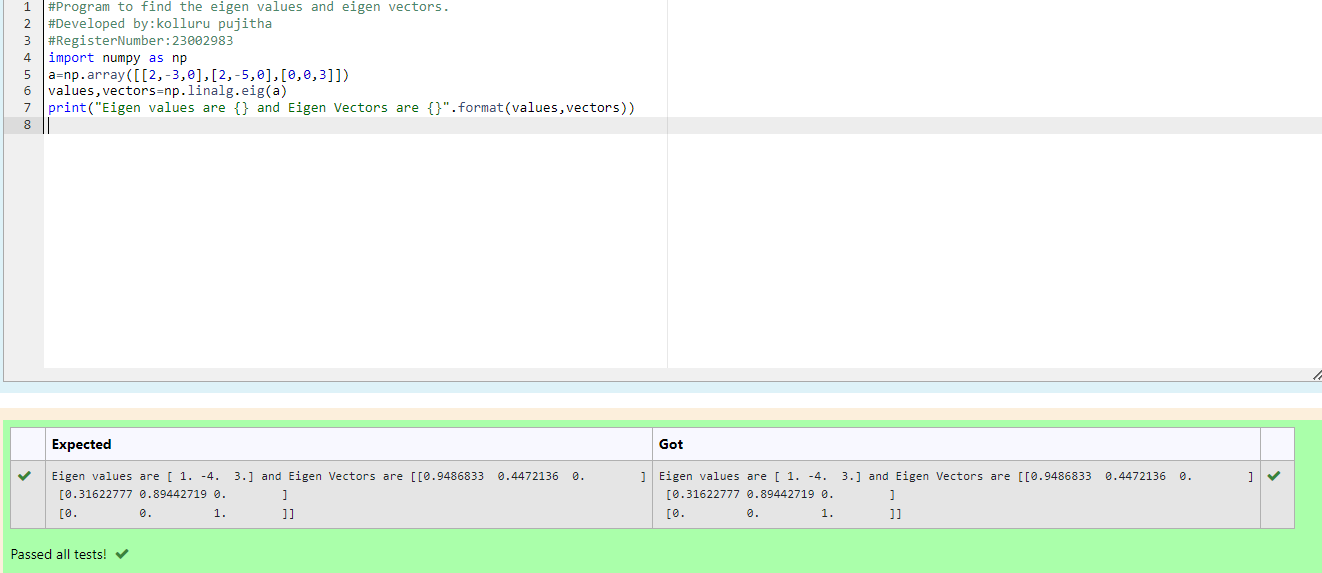 1 #Program to find the eigen values and eigen vectors.
2 #Developed by:kolluru pujitha
3 #RegisterNumber:23002983
4 import numpy as np
5 a=np.array([[2,-3,0],[2,-5,0],[0,0,3]])
6 values,vectors=np.linalg.eig(a)
7 print("Eigen values are {} and Eigen Vectors are {}".format(values,vectors))
8
Expected Got
Eigen values are [ 1. -4.  3.] and Eigen Vectors are [[0.9486833  0.4472136  0.        ] Eigen values are [ 1. -4.  3.] and Eigen Vectors are [[0.9486833  0.4472136  0.        ]
[0.31622777 0.89442719 0.        ] [0.31622777 0.89442719 0.        ]
[0.         0.         1.        ]] [0.         0.         1.        ]]
Passed all tests!